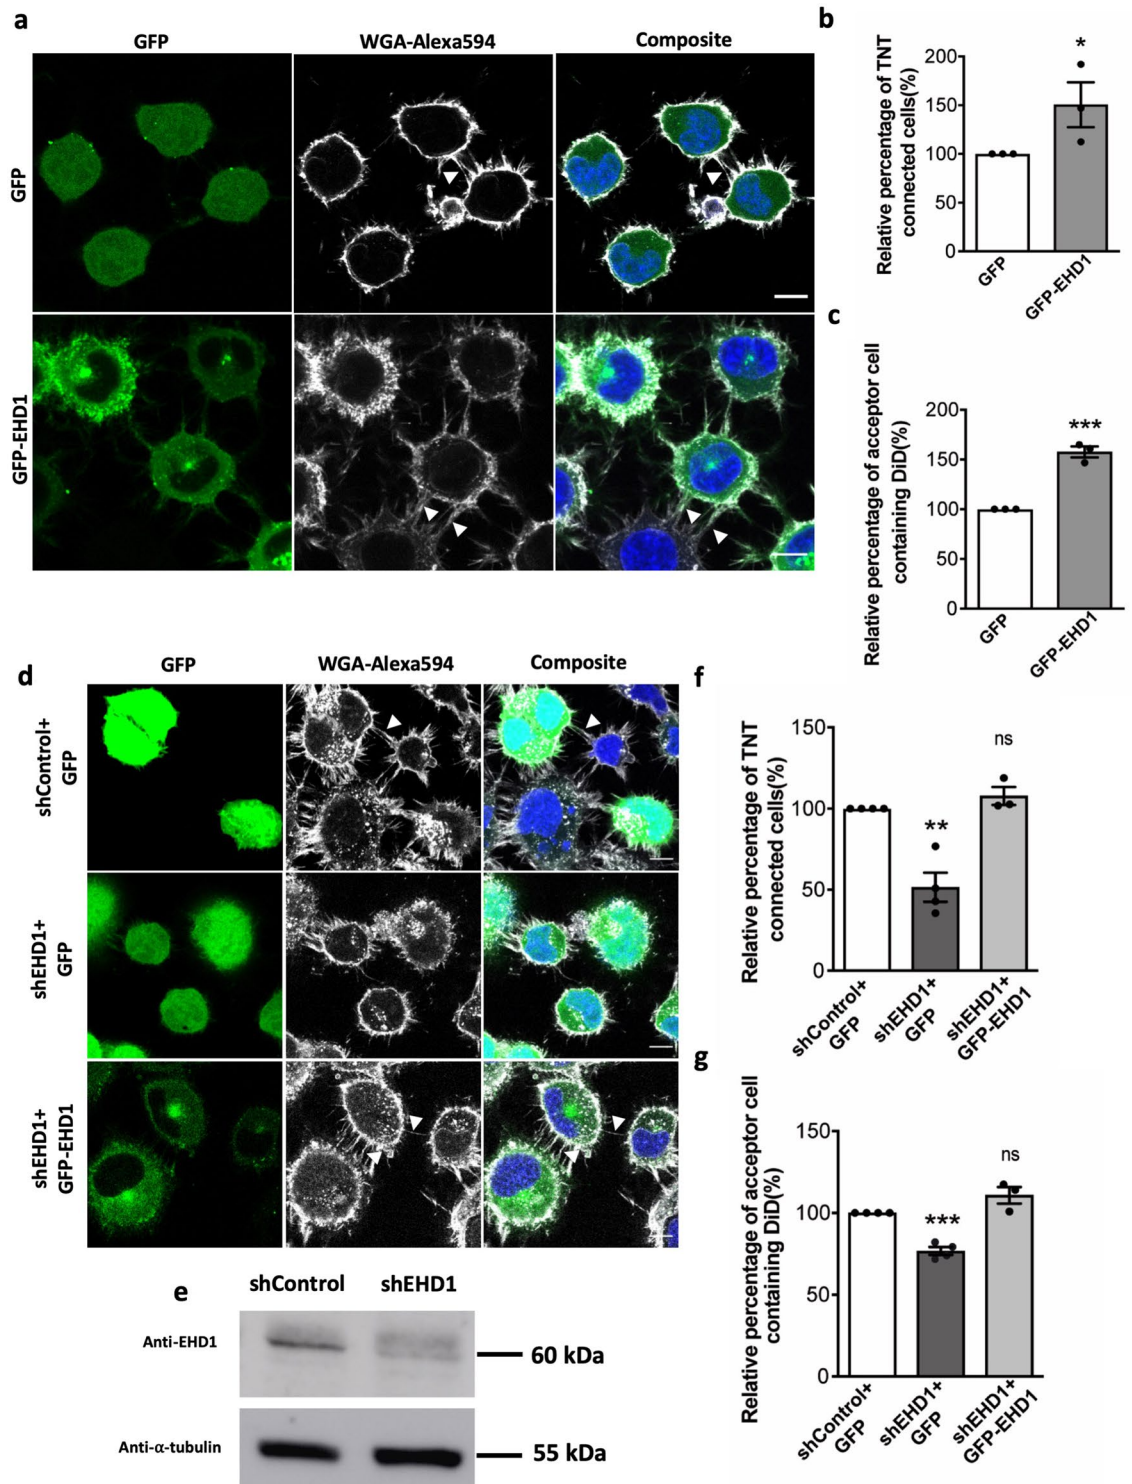 a
GFP
WGA-Alexa594
Composite
GFP
GFP-EHD1
b
Relative percentage of TNT
connected cells(%)
200
150
100
50
0
*
GFP
GFP-EHD1
c
Relative percentage of acceptor cell
containing DiD(%)
200
150
100
50
0
***
GFP
GFP-EHD1
d
GFP
WGA-Alexa594
Composite
shControl+
GFP
shEHD1+
GFP
shEHD1+
GFP-EHD1
e
shControl
shEHD1
Anti-EHD1
60 kDa
Anti-α-tubulin
55 kDa
f
Relative percentage of TNT
connected cells(%)
150
100
50
0
**
ns
shControl+
GFP
shEHD1+
GFP
shEHD1+
GFP-EHD1
g
Relative percentage of acceptor cell
containing DiD(%)
150
100
50
0
***
ns
shControl+
GFP
shEHD1+
GFP
shEHD1+
GFP-EHD1